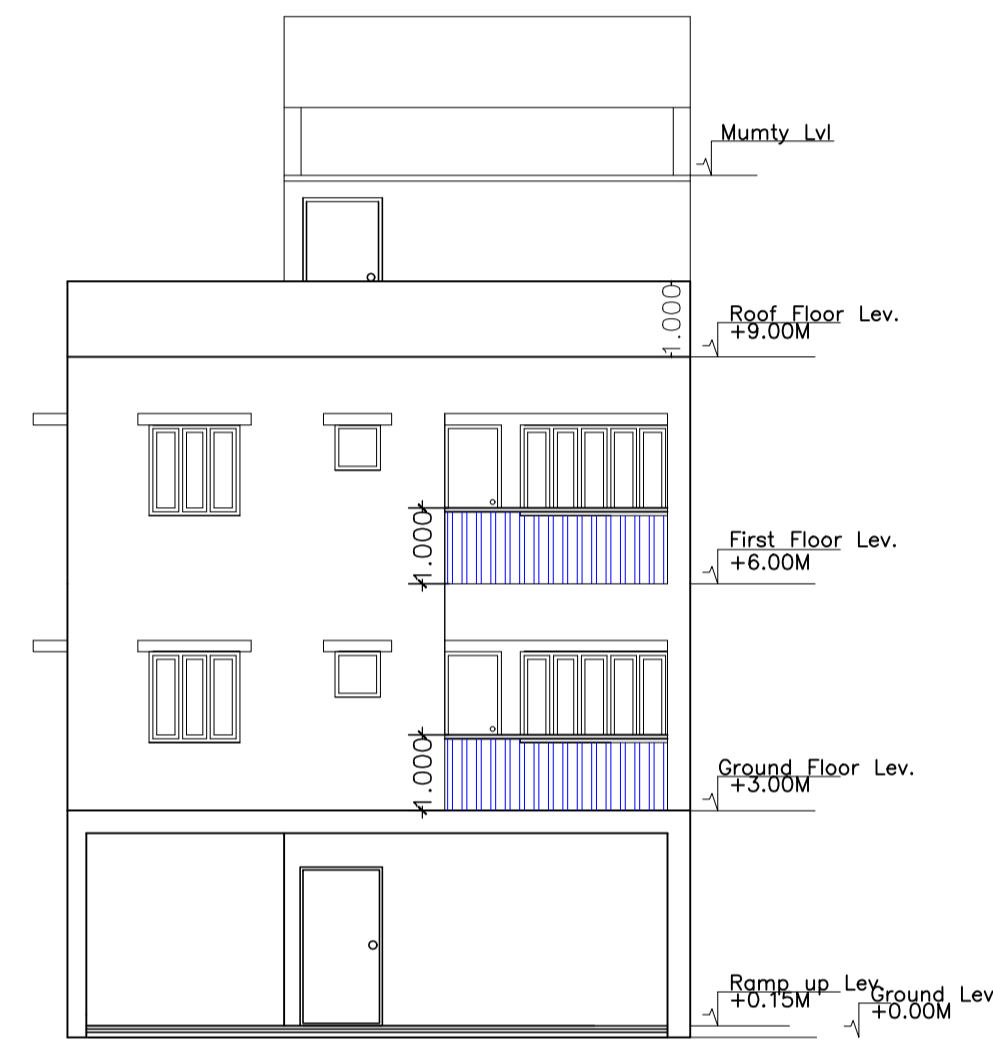 Mumty Lvl
1.000
Roof Floor Lev.
+9.00M
1.000
First Floor Lev.
+6.00M
1.000
Ground Floor Lev.
+3.00M
Ramp up Lev.
+0.15M
Ground Lev
+0.00M